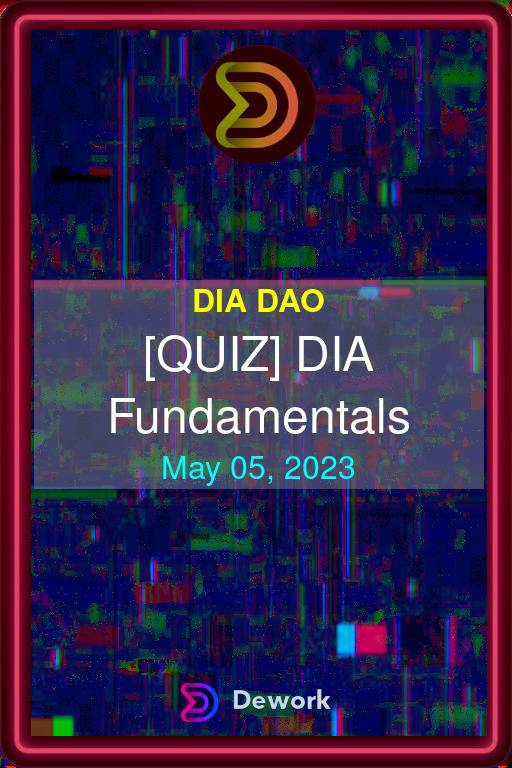 DIA DAO
[QUIZ] DIA
Fundamentals
May 05, 2023
Dework